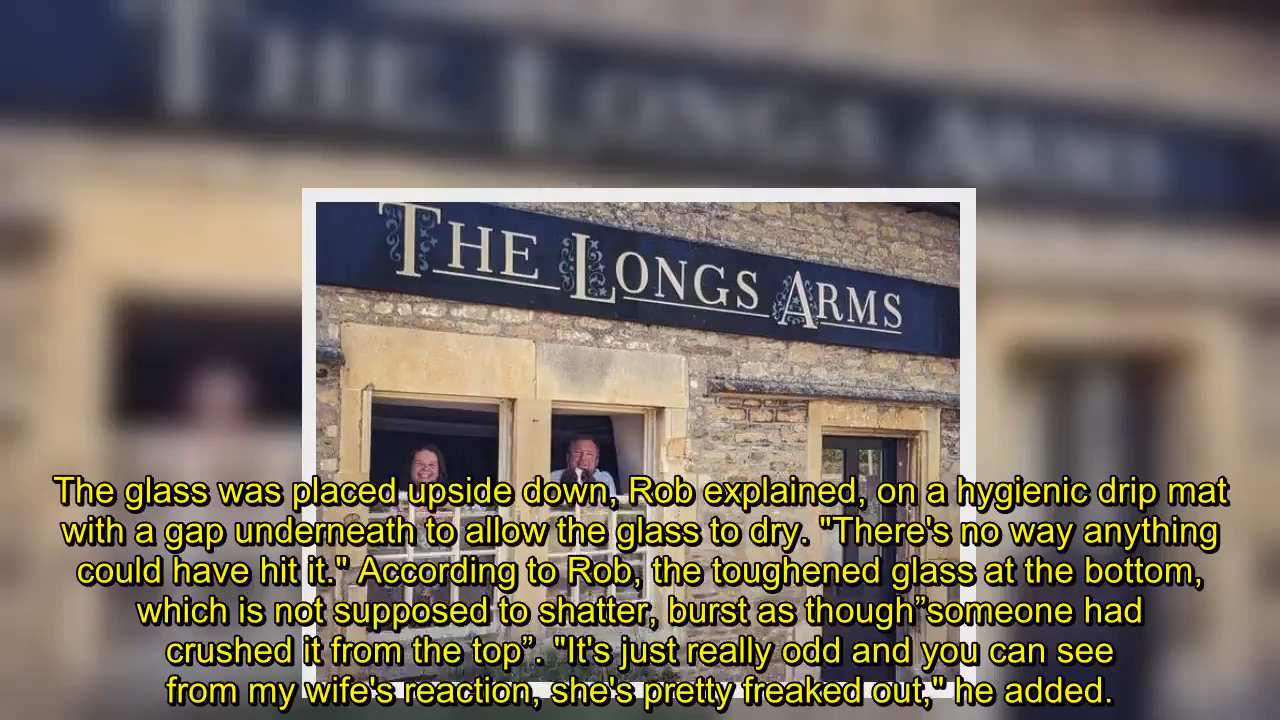 THE LONGS ARMS
THE LONGS ARMS
The glass was placed upside down, Rob explained, on a hygienic drip mat
with a gap underneath to allow the glass to dry. "There's no way anything
could have hit it." According to Rob, the toughened glass at the bottom,
which is not supposed to shatter, burst as though”someone had
crushed it from the top”. "It's just really odd and you can see
from my wife's reaction, she's pretty freaked out," he added.